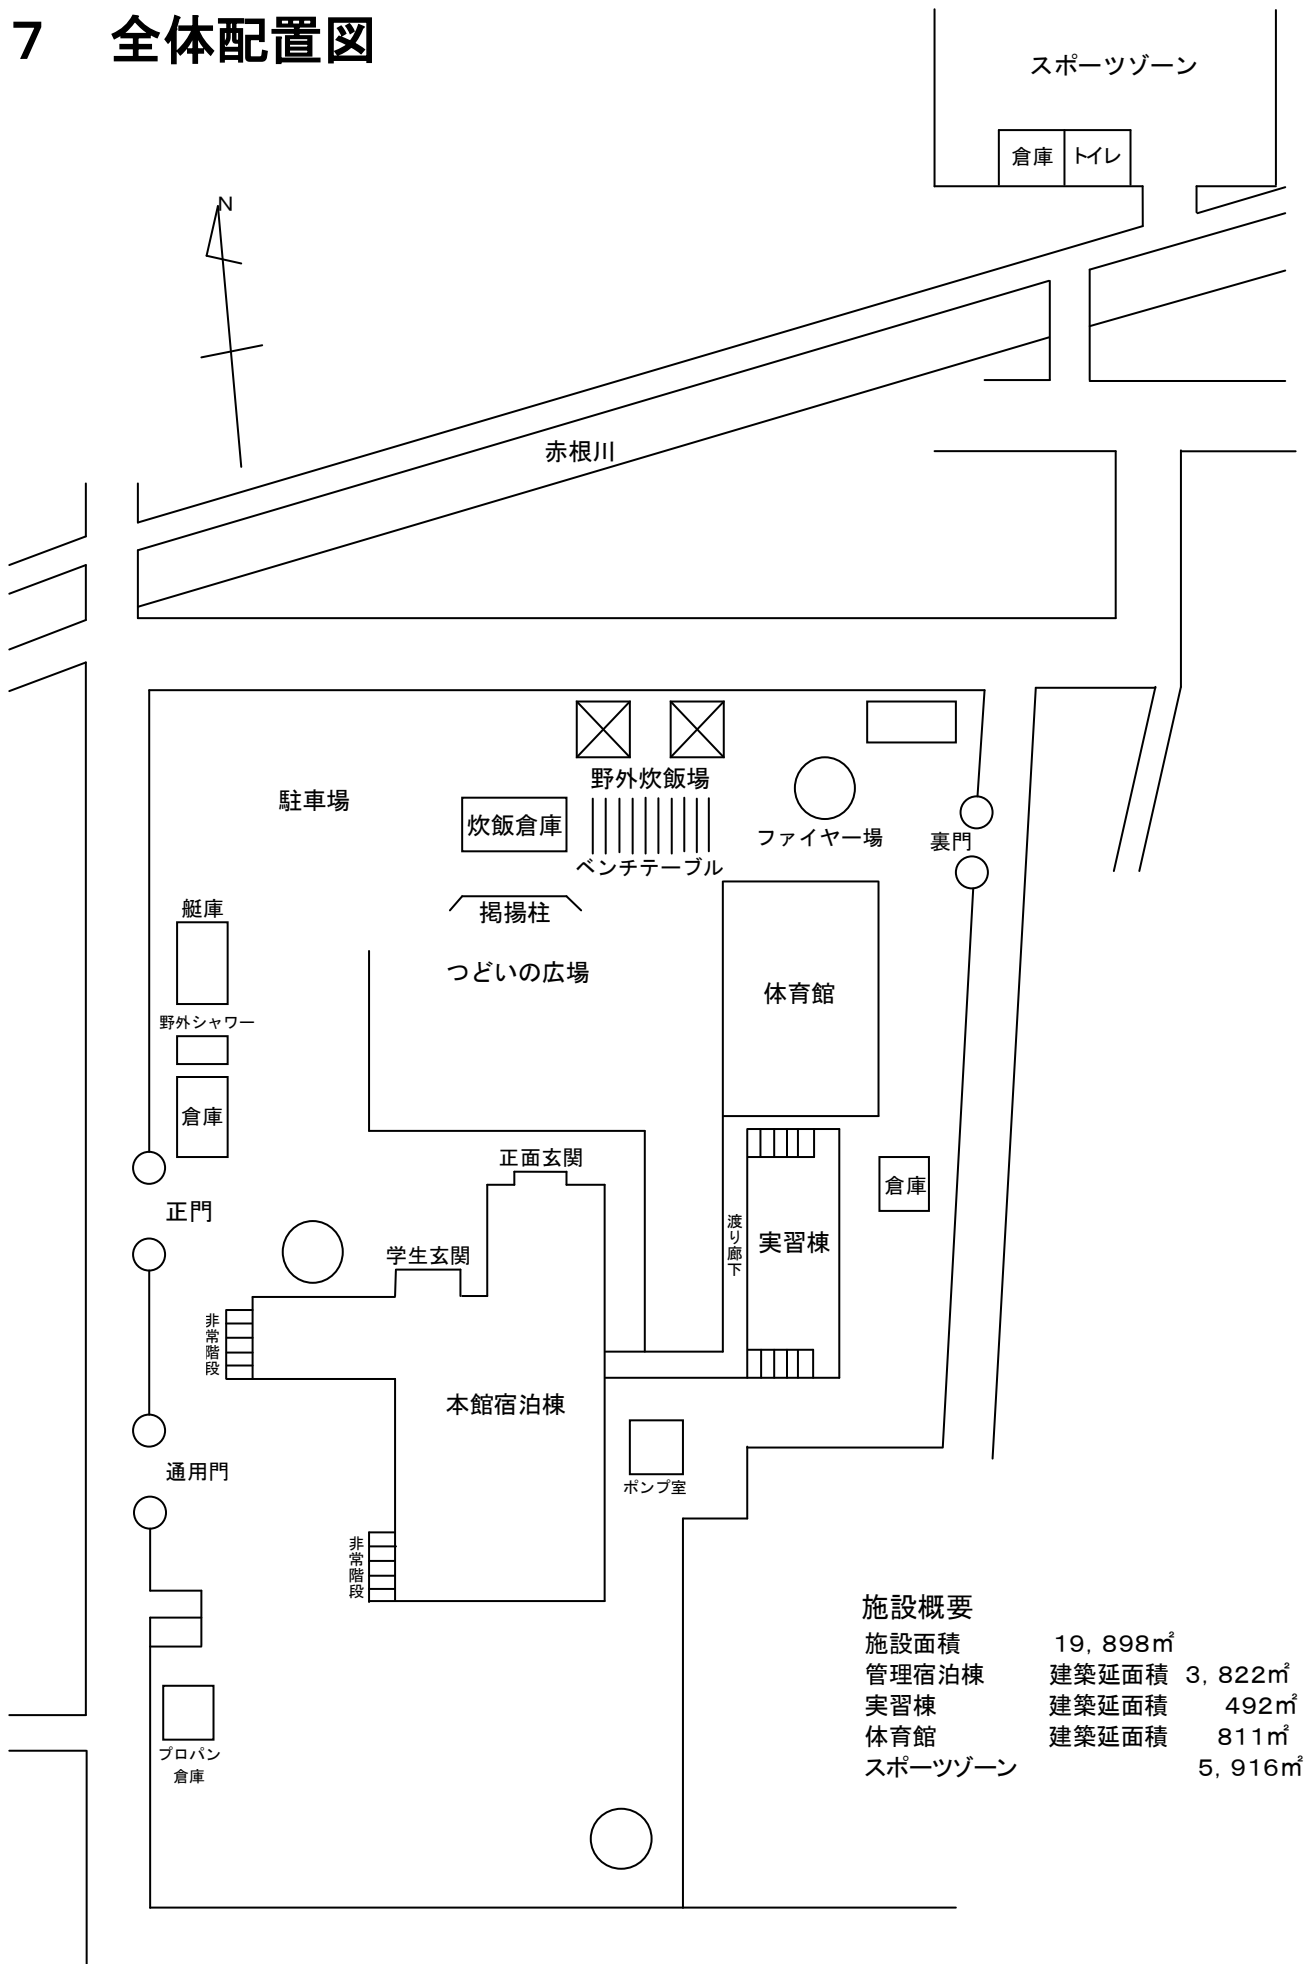 7 全体配置図
スポーツゾーン
倉庫
トイレ
N
赤根川
野外炊飯場
駐車場
炊飯倉庫
ファイヤー場
裏門
ベンチテーブル
艇庫
掲揚柱
つどいの広場
体育館
野外シャワー
倉庫
正面玄関
倉庫
正門
渡り廊下
実習棟
学生玄関
非常階段
本館宿泊棟
通用門
ポンプ室
非常階段
プロパン
倉庫
施設概要
施設面積 19,898㎡
管理宿泊棟 建築延面積 3,822㎡
実習棟 建築延面積 492㎡
体育館 建築延面積 811㎡
スポーツゾーン 5,916㎡